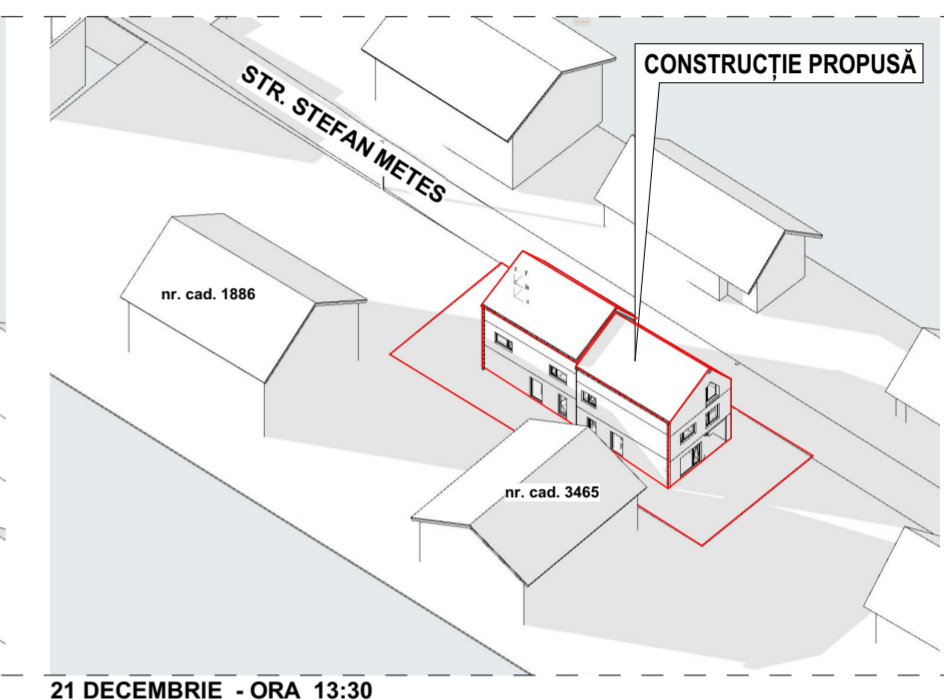 CONSTRUCȚIE PROPUSĂ
STR. STEFAN METES
nr. cad. 1886
nr. cad. 3465
21 DECEMBRIE - ORA 13:30